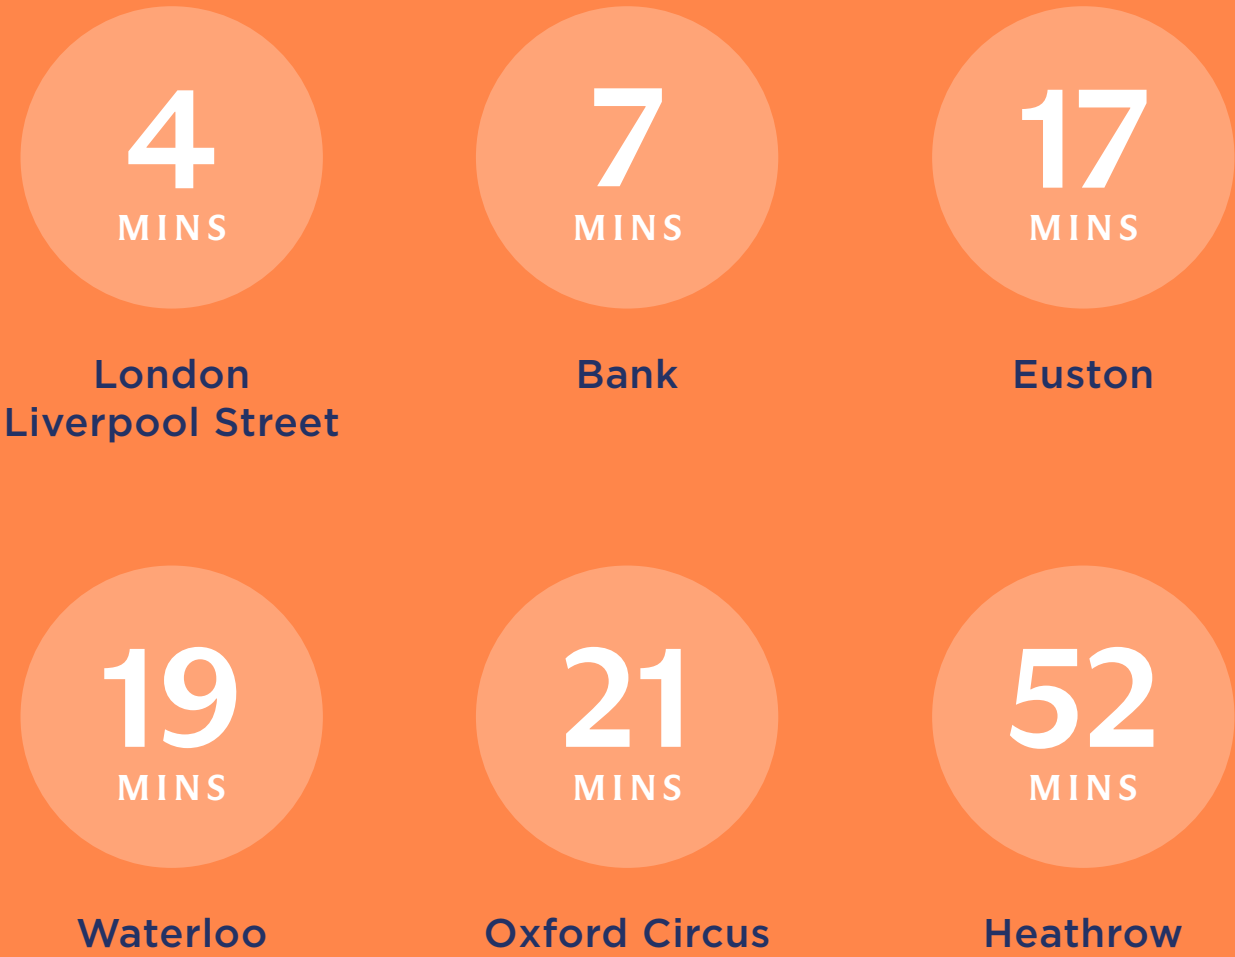 4
MINS
London
Liverpool Street
7
MINS
Bank
17
MINS
Euston
19
MINS
Waterloo
21
MINS
Oxford Circus
52
MINS
Heathrow